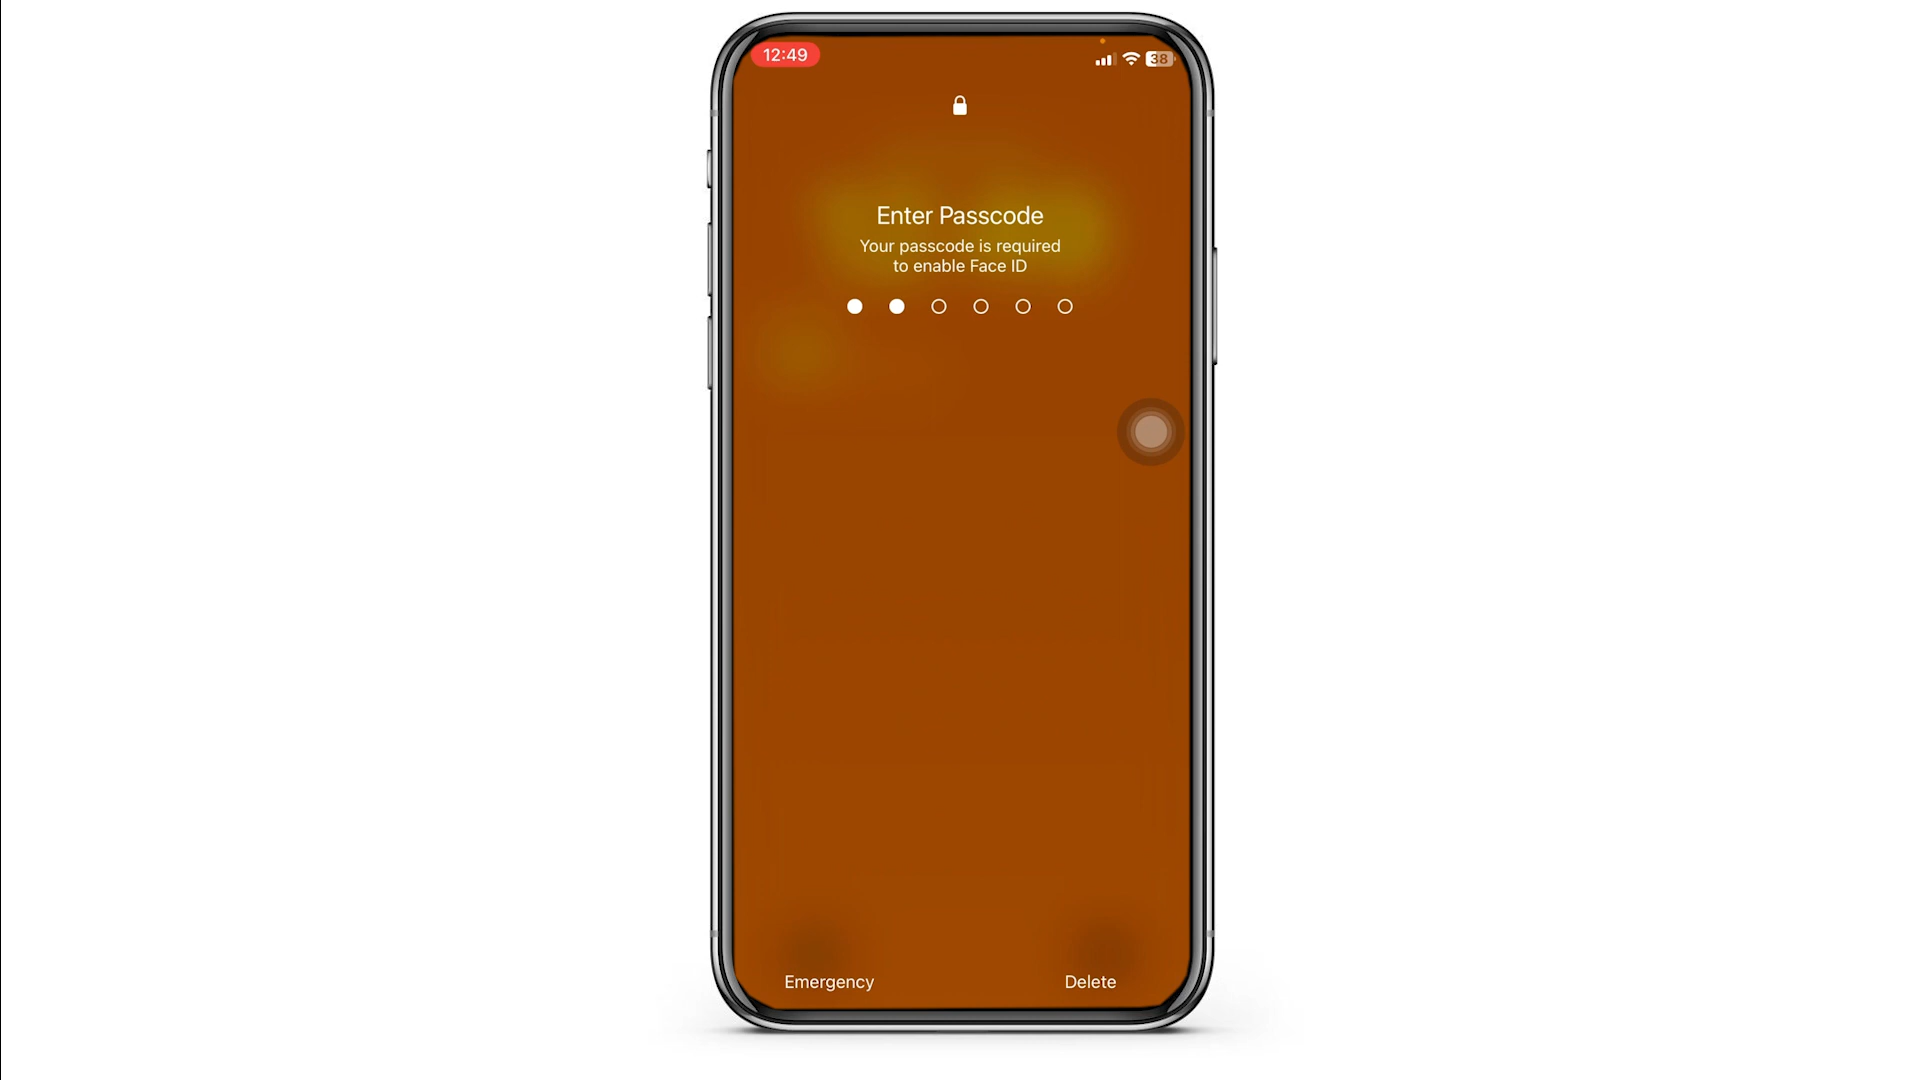 12:49
38
Enter Passcode
Your passcode is required
to enable Face ID
Emergency
Delete